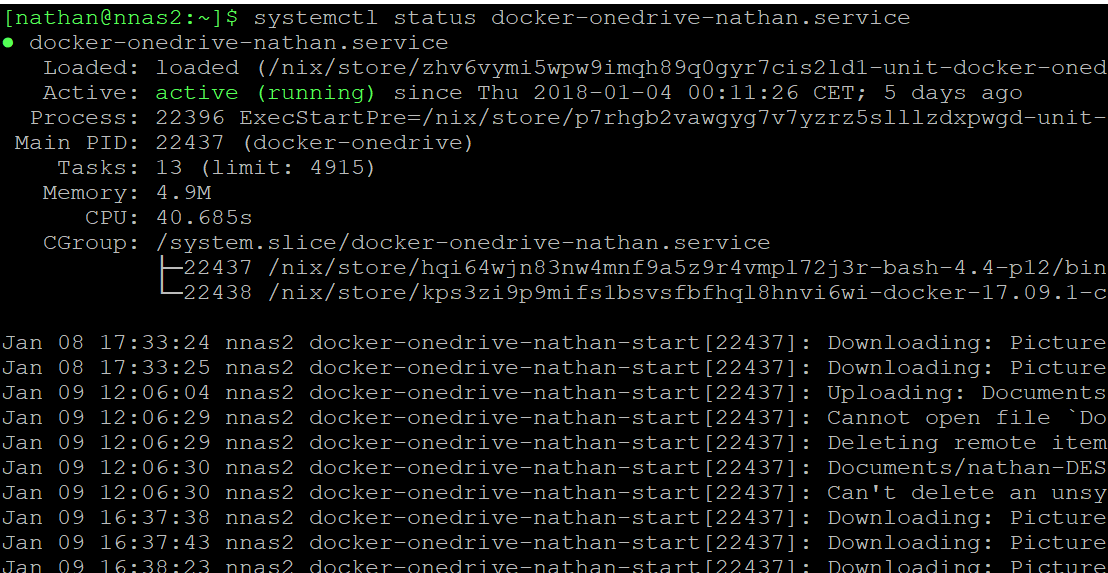 [nathan@nnas2:~]$ systemctl status docker-onedrive-nathan.service
● docker-onedrive-nathan.service
Loaded: loaded (/nix/store/zhv6vymi5wpw9imqh89q0gyr7cis2ld1-unit-docker-oned
Active: active (running) since Thu 2018-01-04 00:11:26 CET; 5 days ago
Process: 22396 ExecStartPre=/nix/store/p7rhgb2vawgyg7v7yzrz5slllzdxpwgd-unit-
Main PID: 22437 (docker-onedrive)
Tasks: 13 (limit: 4915)
Memory: 4.9M
CPU: 40.685s
CGroup: /system.slice/docker-onedrive-nathan.service
├─22437 /nix/store/hqi64wjn83nw4mnf9a5z9r4vmpl72j3r-bash-4.4-p12/bin
└─22438 /nix/store/kps3zi9p9mifs1bsvsfbfhql8hnvi6wi-docker-17.09.1-c
Jan 08 17:33:24 nnas2 docker-onedrive-nathan-start[22437]: Downloading: Picture
Jan 08 17:33:25 nnas2 docker-onedrive-nathan-start[22437]: Downloading: Picture
Jan 09 12:06:04 nnas2 docker-onedrive-nathan-start[22437]: Uploading: Documents
Jan 09 12:06:29 nnas2 docker-onedrive-nathan-start[22437]: Cannot open file `Do
Jan 09 12:06:29 nnas2 docker-onedrive-nathan-start[22437]: Deleting remote item
Jan 09 12:06:30 nnas2 docker-onedrive-nathan-start[22437]: Documents/nathan-DES
Jan 09 12:06:30 nnas2 docker-onedrive-nathan-start[22437]: Can't delete an unsy
Jan 09 16:37:38 nnas2 docker-onedrive-nathan-start[22437]: Downloading: Picture
Jan 09 16:37:43 nnas2 docker-onedrive-nathan-start[22437]: Downloading: Picture
Jan 09 16:38:23 nnas2 docker-onedrive-nathan-start[22437]: Downloading: Picture